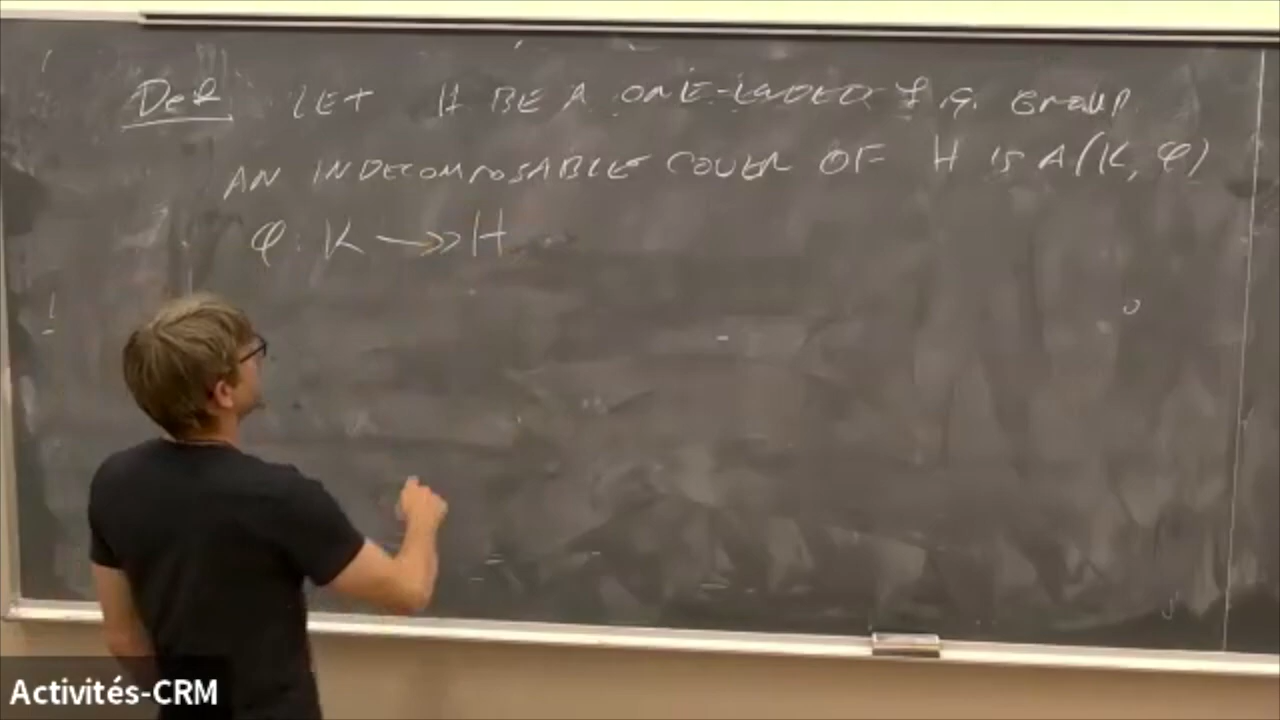 Def LET H BE A ONE-ENDED f.g. GROUP
AN INDECOMPOSABLE COVER OF H IS A (K, φ)
φ: K ↠ H
Activités-CRM